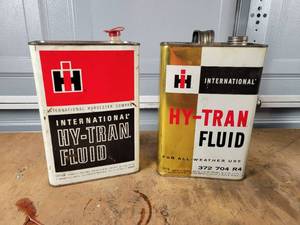 INTERNATIONAL HARVESTER COMPANY
INTERNATIONAL®
HY-TRAN
FLUID
IH INTERNATIONAL®
HY-TRAN
FLUID
FOR ALL-WEATHER USE
372 704 R4